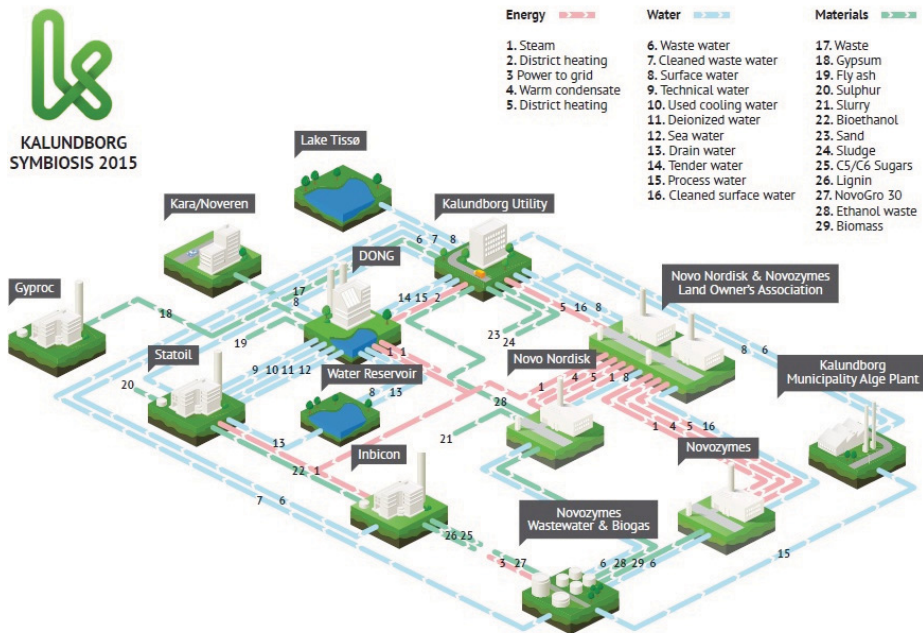 KALUNDBORG
SYMBIOSIS 2015
Energy
1. Steam
2. District heating
3 Power to grid
4. Warm condensate
5. District heating
Water
6. Waste water
7. Cleaned waste water
8. Surface water
9. Technical water
10. Used cooling water
11. Deionized water
12. Sea water
13. Drain water
14. Tender water
15. Process water
16. Cleaned surface water
Materials
17. Waste
18. Gypsum
19. Fly ash
20. Sulphur
21. Slurry
22. Bioethanol
23. Sand
24. Sludge
25. C5/C6 Sugars
26. Lignin
27. NovoGro 30
28. Ethanol waste
29. Biomass
Lake Tissø
Kara/Noveren
Kalundborg Utility
6 7 8
DONG
Gyproc
17
8
14 15 2
18
19
Novo Nordisk & Novozymes
Land Owner's Association
5 16 8
23
24
8 6
Statoil
20
9 10 11 12
1 1
Water Reservoir
8 13
Novo Nordisk
1 4 5 1 8
28
Kalundborg
Municipality Alge Plant
13
22 1
Inbicon
21
1 4 5 16
Novozymes
7 6
26 25
3 27
Novozymes
Wastewater & Biogas
6 28 29 6
15